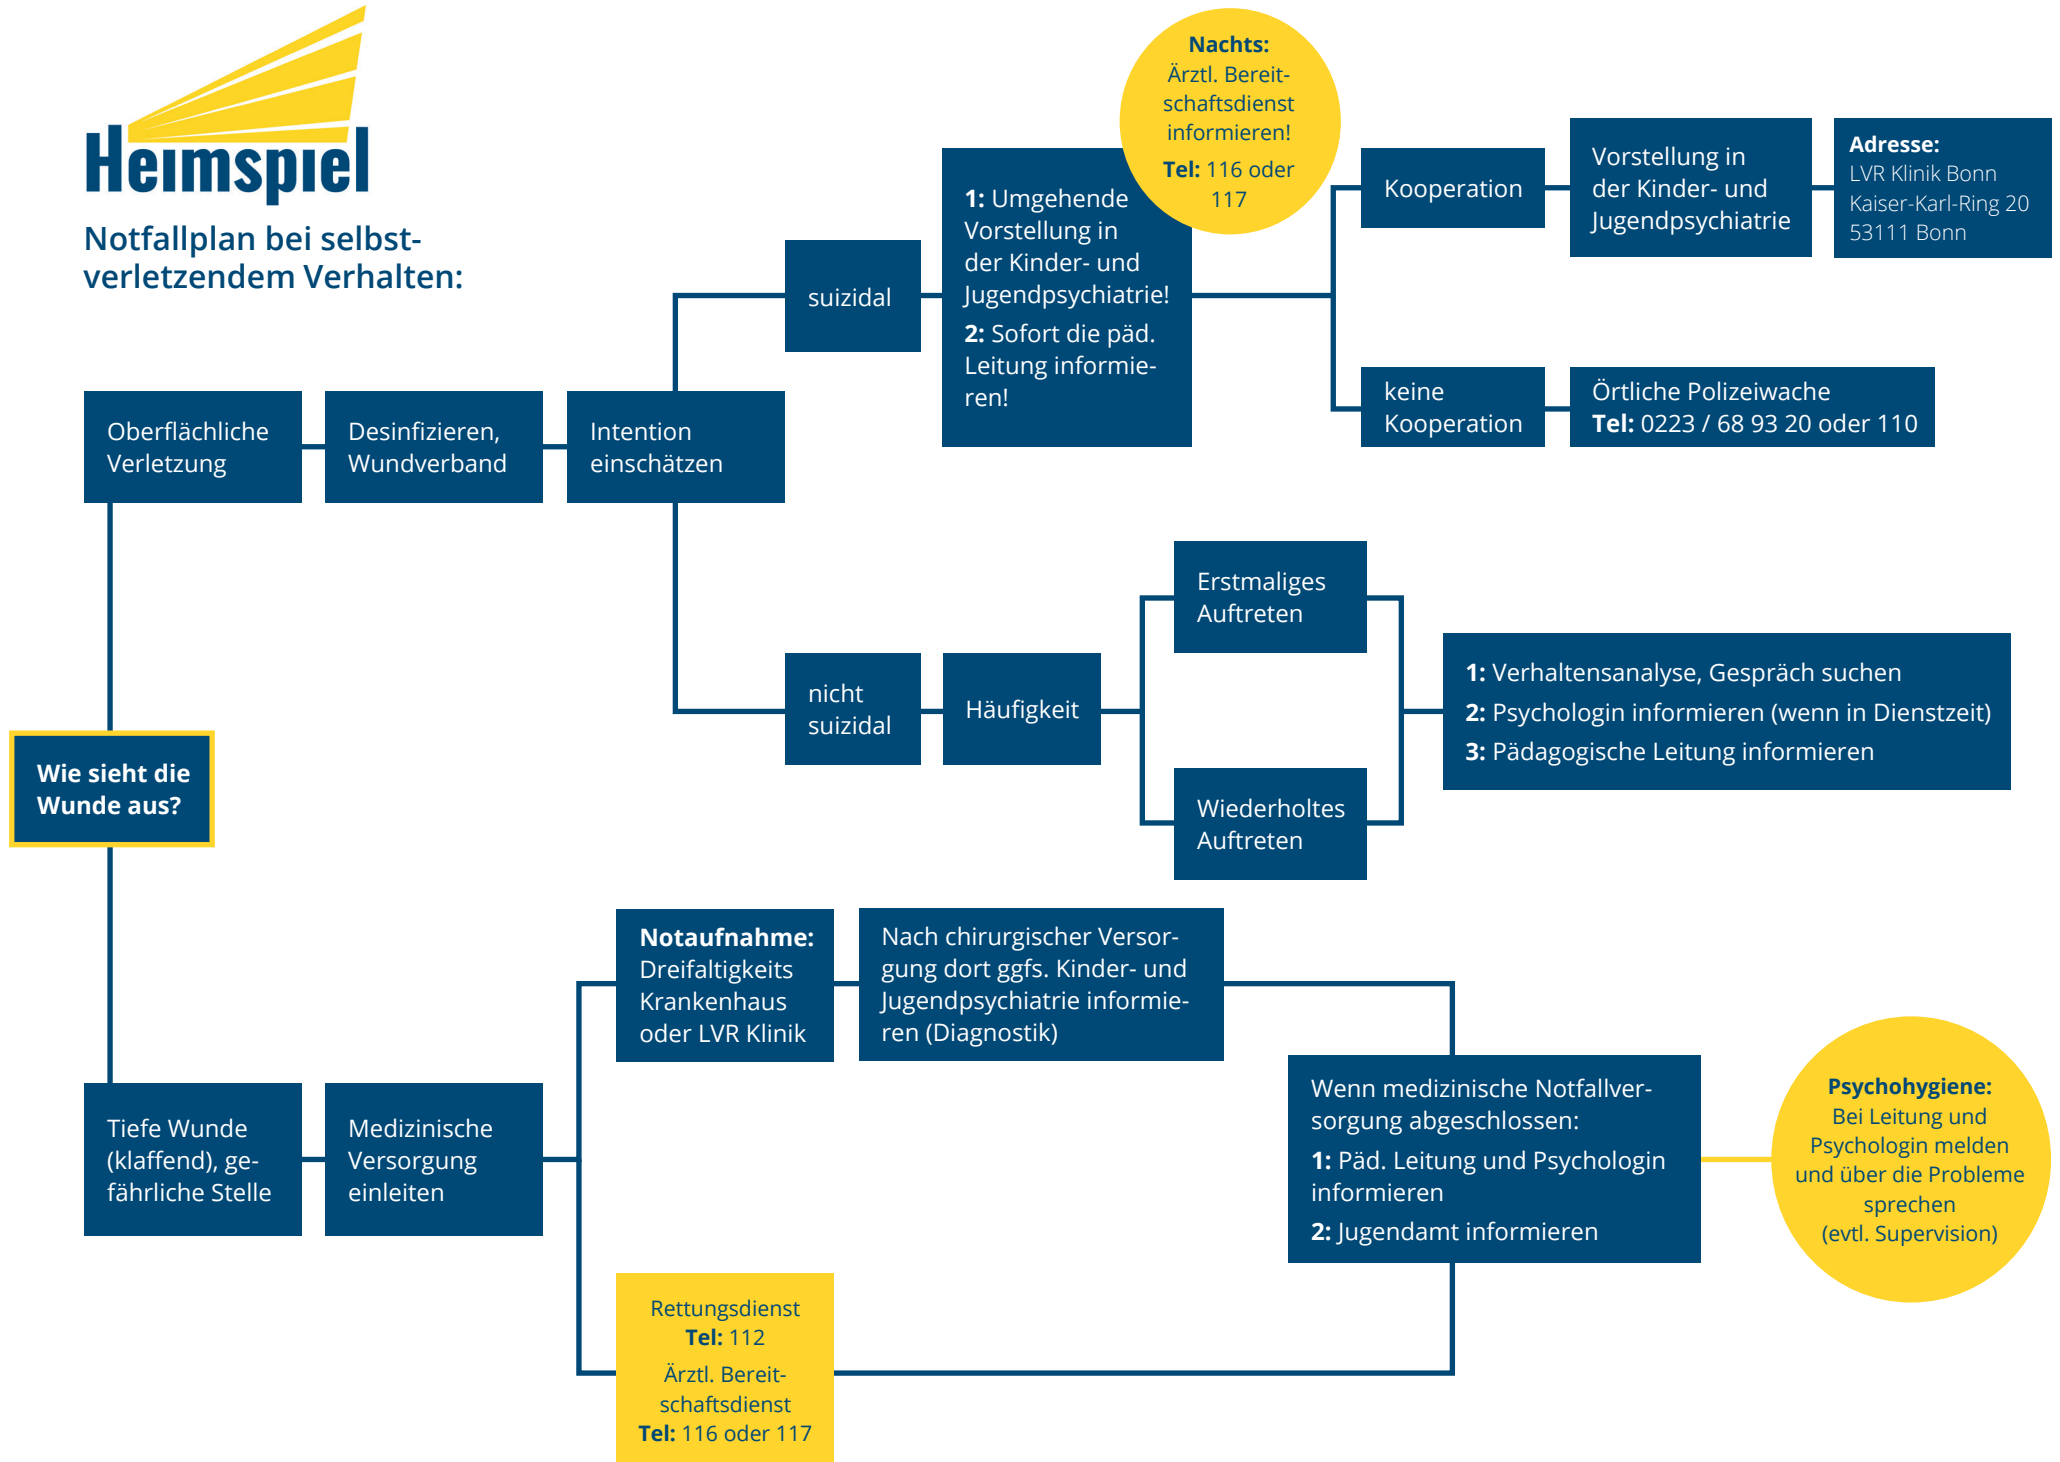 Heimspiel
Notfallplan bei selbst-
verletzendem Verhalten:
Nachts:
Ärztl. Bereit-
schaftsdienst
informieren!
Tel: 116 oder
117
1: Umgehende
Vorstellung in
der Kinder- und
Jugendpsychiatrie!
2: Sofort die päd.
Leitung informie-
ren!
suizidal
Kooperation
Vorstellung in
der Kinder- und
Jugendpsychiatrie
Adresse:
LVR Klinik Bonn
Kaiser-Karl-Ring 20
53111 Bonn
keine
Kooperation
Örtliche Polizeiwache
Tel: 0223 / 68 93 20 oder 110
Oberflächliche
Verletzung
Desinfizieren,
Wundverband
Intention
einschätzen
nicht
suizidal
Häufigkeit
Erstmaliges
Auftreten
Wiederholtes
Auftreten
1: Verhaltensanalyse, Gespräch suchen
2: Psychologin informieren (wenn in Dienstzeit)
3: Pädagogische Leitung informieren
Wie sieht die
Wunde aus?
Tiefe Wunde
(klaffend), ge-
fährliche Stelle
Medizinische
Versorgung
einleiten
Notaufnahme:
Dreifaltigkeits
Krankenhaus
oder LVR Klinik
Nach chirurgischer Versor-
gung dort ggfs. Kinder- und
Jugendpsychiatrie informie-
ren (Diagnostik)
Rettungsdienst
Tel: 112
Ärztl. Bereit-
schaftsdienst
Tel: 116 oder 117
Wenn medizinische Notfallver-
sorgung abgeschlossen:
1: Päd. Leitung und Psychologin
informieren
2: Jugendamt informieren
Psychohygiene:
Bei Leitung und
Psychologin melden
und über die Probleme
sprechen
(evtl. Supervision)